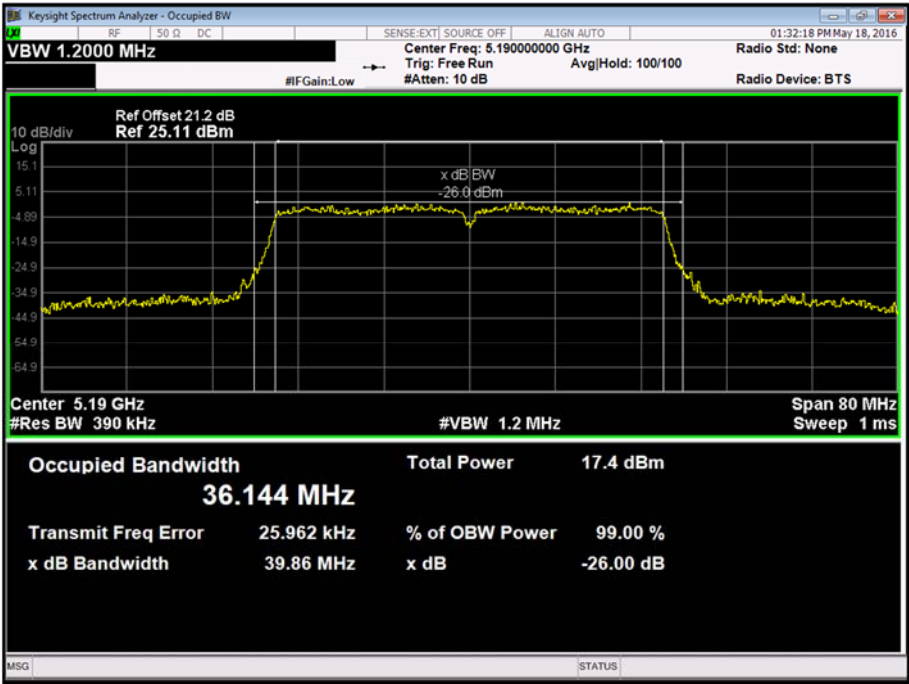 Keysight Spectrum Analyzer - Occupied BW
LXI RF 50 Ω DC SENSE:EXT SOURCE OFF ALIGN AUTO 01:32:18 PM May 18, 2016
VBW 1.2000 MHz
Center Freq: 5.190000000 GHz
Radio Std: None
Trig: Free Run Avg|Hold: 100/100
#IFGain:Low #Atten: 10 dB
Radio Device: BTS
Ref Offset 21.2 dB
10 dB/div Ref 25.11 dBm
Log
15.1
x dB BW
5.11
-26.0 dBm
-4.89
-14.9
-24.9
-34.9
-44.9
-54.9
-64.9
Center 5.19 GHz Span 80 MHz
#Res BW 390 kHz #VBW 1.2 MHz Sweep 1 ms
Occupied Bandwidth Total Power 17.4 dBm
36.144 MHz
Transmit Freq Error 25.962 kHz % of OBW Power 99.00 %
x dB Bandwidth 39.86 MHz x dB -26.00 dB
MSG STATUS